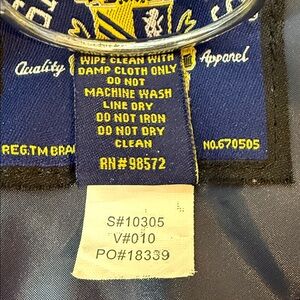 Quality
Apparel
WIPE CLEAN WITH
DAMP CLOTH ONLY
DO NOT
MACHINE WASH
LINE DRY
DO NOT IRON
DO NOT DRY
CLEAN
RN#98572
REG.TM BRA
NO.670505
S#10305
V#010
PO#18339